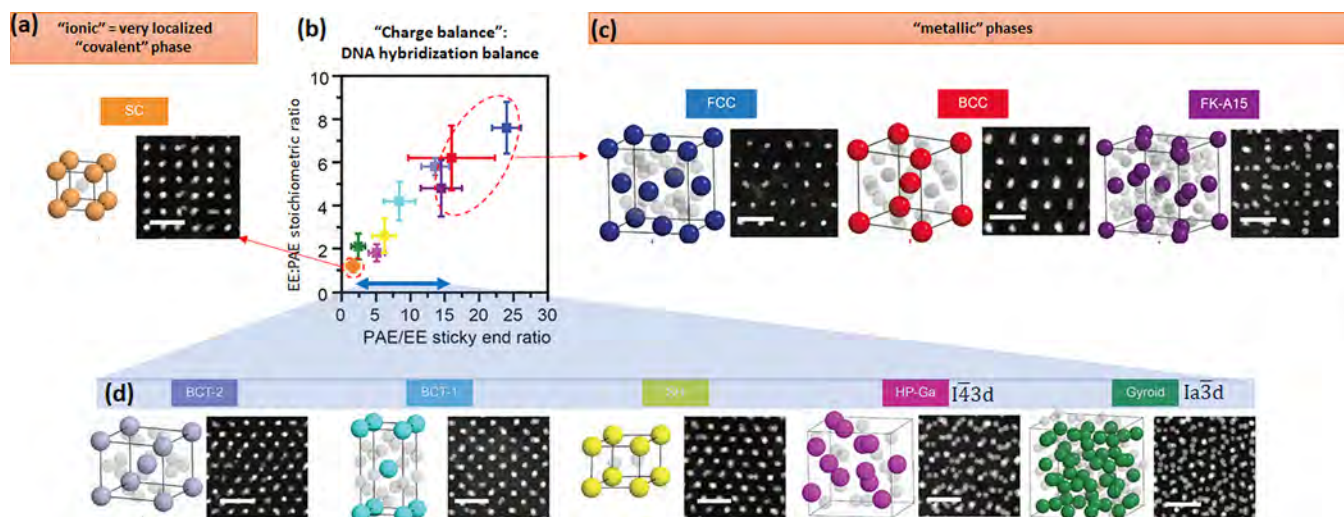 (a)
“ionic” = very localized
“covalent” phase
SC
(b)
“Charge balance”:
DNA hybridization balance
EE:PAE stoichiometric ratio
10
8
6
4
2
0
0 5 10 15 20 25 30
PAE/EE sticky end ratio
(c)
“metallic” phases
FCC
BCC
FK-A15
(d)
BCT-2
BCT-1
HP-Ga I4̅3d
Gyroid Ia3̅d